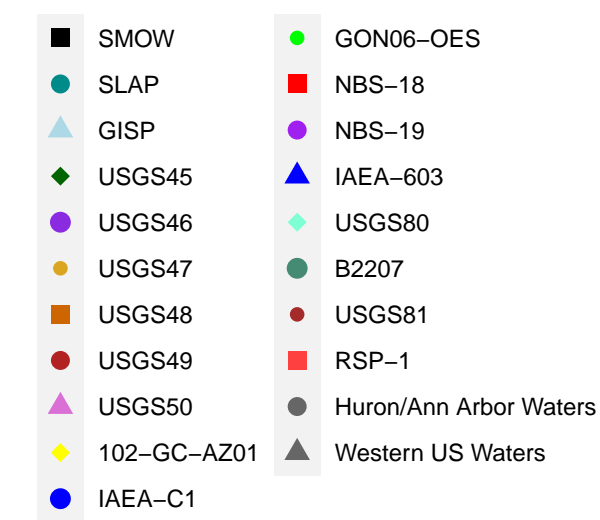 SMOW
SLAP
GISP
USGS45
USGS46
USGS47
USGS48
USGS49
USGS50
102−GC−AZ01
IAEA−C1
GON06−OES
NBS−18
NBS−19
IAEA−603
USGS80
B2207
USGS81
RSP−1
Huron/Ann Arbor Waters
Western US Waters